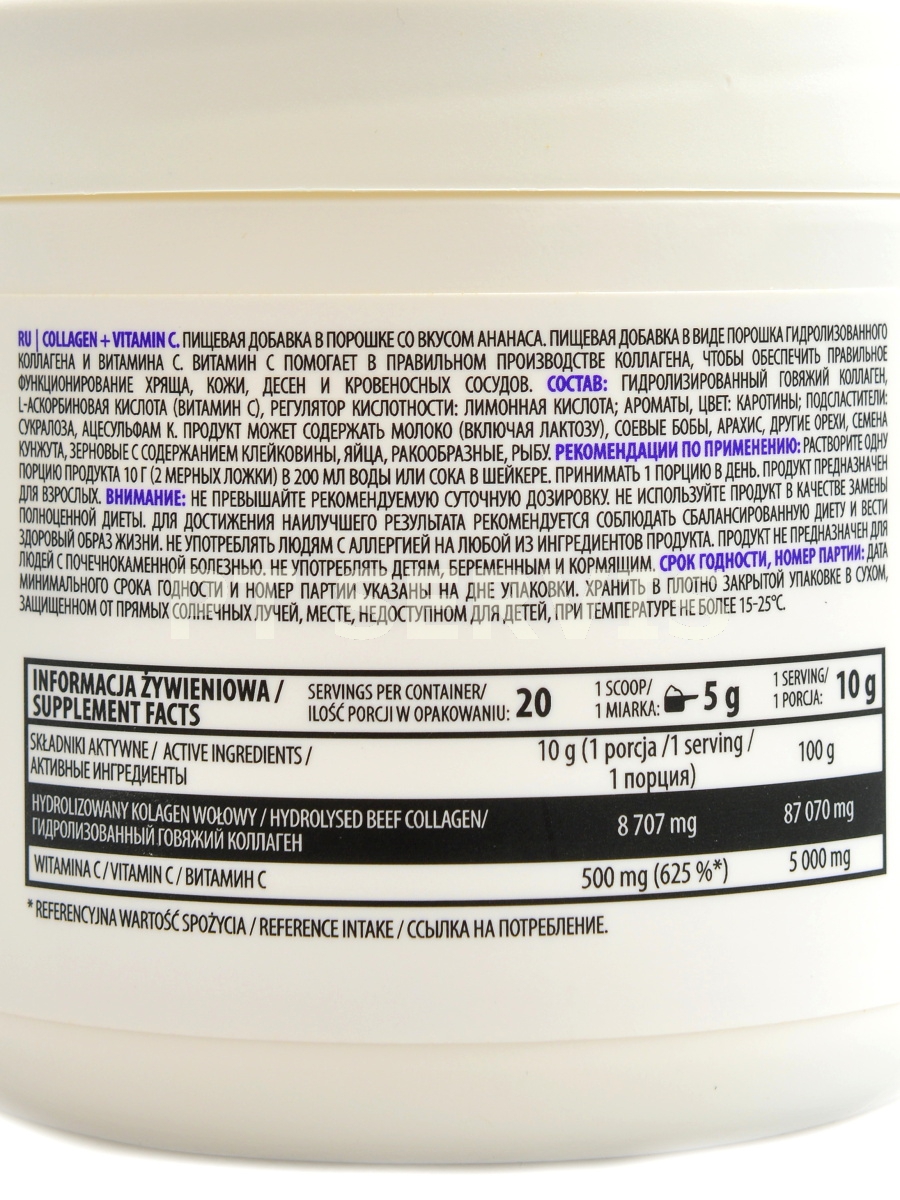 RU | COLLAGEN + VITAMIN C. ПИЩЕВАЯ ДОБАВКА В ПОРОШКЕ СО ВКУСОМ АНАНАСА. ПИЩЕВАЯ ДОБАВКА В ВИДЕ ПОРОШКА ГИДРОЛИЗОВАННОГО
КОЛЛАГЕНА И ВИТАМИНА С. ВИТАМИН С ПОМОГАЕТ В ПРАВИЛЬНОМ ПРОИЗВОДСТВЕ КОЛЛАГЕНА, ЧТОБЫ ОБЕСПЕЧИТЬ ПРАВИЛЬНОЕ
ФУНКЦИОНИРОВАНИЕ ХРЯЩА, КОЖИ, ДЕСЕН И КРОВЕНОСНЫХ СОСУДОВ. СОСТАВ: ГИДРОЛИЗИРОВАННЫЙ ГОВЯЖИЙ КОЛЛАГЕН,
L-АСКОРБИНОВАЯ КИСЛОТА (ВИТАМИН С), РЕГУЛЯТОР КИСЛОТНОСТИ: ЛИМОННАЯ КИСЛОТА; АРОМАТЫ, ЦВЕТ: КАРОТИНЫ; ПОДСЛАСТИТЕЛИ:
СУКРАЛОЗА, АЦЕСУЛЬФАМ К. ПРОДУКТ МОЖЕТ СОДЕРЖАТЬ МОЛОКО (ВКЛЮЧАЯ ЛАКТОЗУ), СОЕВЫЕ БОБЫ, АРАХИС, ДРУГИЕ ОРЕХИ, СЕМЕНА
КУНЖУТА, ЗЕРНОВЫЕ С СОДЕРЖАНИЕМ КЛЕЙКОВИНЫ, ЯЙЦА, РАКООБРАЗНЫЕ, РЫБУ. РЕКОМЕНДАЦИИ ПО ПРИМЕНЕНИЮ: РАСТВОРИТЕ ОДНУ
ПОРЦИЮ ПРОДУКТА 10 Г (2 МЕРНЫХ ЛОЖКИ) В 200 МЛ ВОДЫ ИЛИ СОКА В ШЕЙКЕРЕ. ПРИНИМАТЬ 1 ПОРЦИЮ В ДЕНЬ. ПРОДУКТ ПРЕДНАЗНАЧЕН
ДЛЯ ВЗРОСЛЫХ. ВНИМАНИЕ: НЕ ПРЕВЫШАЙТЕ РЕКОМЕНДУЕМУЮ СУТОЧНУЮ ДОЗИРОВКУ. НЕ ИСПОЛЬЗУЙТЕ ПРОДУКТ В КАЧЕСТВЕ ЗАМЕНЫ
ПОЛНОЦЕННОЙ ДИЕТЫ. ДЛЯ ДОСТИЖЕНИЯ НАИЛУЧШЕГО РЕЗУЛЬТАТА РЕКОМЕНДУЕТСЯ СОБЛЮДАТЬ СБАЛАНСИРОВАННУЮ ДИЕТУ И ВЕСТИ
ЗДОРОВЫЙ ОБРАЗ ЖИЗНИ. НЕ УПОТРЕБЛЯТЬ ЛЮДЯМ С АЛЛЕРГИЕЙ НА ЛЮБОЙ ИЗ ИНГРЕДИЕНТОВ ПРОДУКТА. ПРОДУКТ НЕ ПРЕДНАЗНАЧЕН ДЛЯ
ЛЮДЕЙ С ПОЧЕЧНОКАМЕННОЙ БОЛЕЗНЬЮ. НЕ УПОТРЕБЛЯТЬ ДЕТЯМ, БЕРЕМЕННЫМ И КОРМЯЩИМ. СРОК ГОДНОСТИ, НОМЕР ПАРТИИ: ДАТА
МИНИМАЛЬНОГО СРОКА ГОДНОСТИ И НОМЕР ПАРТИИ УКАЗАНЫ НА ДНЕ УПАКОВКИ. ХРАНИТЬ В ПЛОТНО ЗАКРЫТОЙ УПАКОВКЕ В СУХОМ,
ЗАЩИЩЕННОМ ОТ ПРЯМЫХ СОЛНЕЧНЫХ ЛУЧЕЙ, МЕСТЕ, НЕДОСТУПНОМ ДЛЯ ДЕТЕЙ, ПРИ ТЕМПЕРАТУРЕ НЕ БОЛЕЕ 15-25°C.
INFORMACJA ŻYWIENIOWA /
SUPPLEMENT FACTS
SERVINGS PER CONTAINER/
ILOŚĆ PORCJI W OPAKOWANIU: 20
1 SCOOP/
1 MIARKA: 5 g
1 SERVING/
1 PORCJA: 10 g
SKŁADNIKI AKTYWNE / ACTIVE INGREDIENTS /
АКТИВНЫЕ ИНГРЕДИЕНТЫ
10 g (1 porcja /1 serving /
1 порция)
100 g
HYDROLIZOWANY KOLAGEN WOŁOWY / HYDROLYSED BEEF COLLAGEN/
ГИДРОЛИЗОВАННЫЙ ГОВЯЖИЙ КОЛЛАГЕН
8 707 mg
87 070 mg
WITAMINA C / VITAMIN C / ВИТАМИН С
500 mg (625 %*)
5 000 mg
* REFERENCYJNA WARTOŚĆ SPOŻYCIA / REFERENCE INTAKE / ССЫЛКА НА ПОТРЕБЛЕНИЕ.